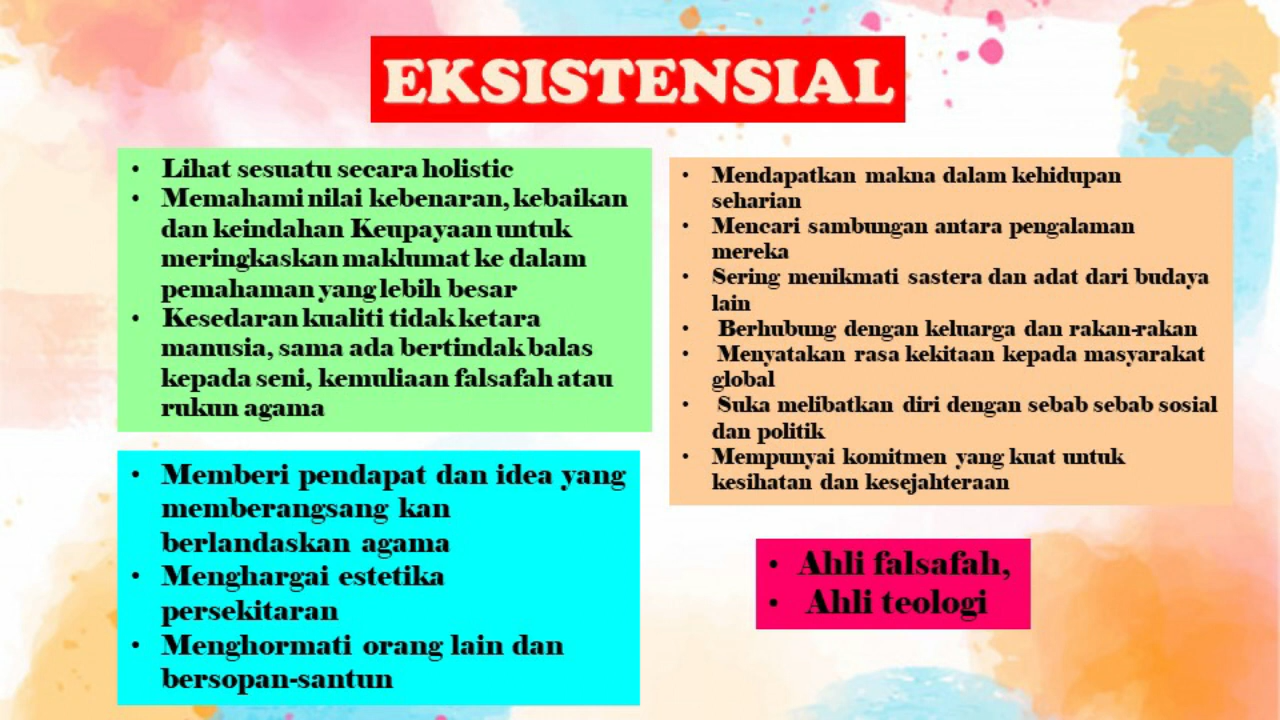 EKSISTENSIAL
• Lihat sesuatu secara holistic
• Memahami nilai kebenaran, kebaikan
dan keindahan Keupayaan untuk
meringkaskan maklumat ke dalam
pemahaman yang lebih besar
• Kesedaran kualiti tidak ketara
manusia, sama ada bertindak balas
kepada seni, kemuliaan falsafah atau
rukun agama
• Memberi pendapat dan idea yang
memberangsang kan
berlandaskan agama
• Menghargai estetika
persekitaran
• Menghormati orang lain dan
bersopan-santun
• Mendapatkan makna dalam kehidupan
seharian
• Mencari sambungan antara pengalaman
mereka
• Sering menikmati sastera dan adat dari budaya
lain
• Berhubung dengan keluarga dan rakan-rakan
• Menyatakan rasa kekitaan kepada masyarakat
global
• Suka melibatkan diri dengan sebab sebab sosial
dan politik
• Mempunyai komitmen yang kuat untuk
kesihatan dan kesejahteraan
• Ahli falsafah,
• Ahli teologi